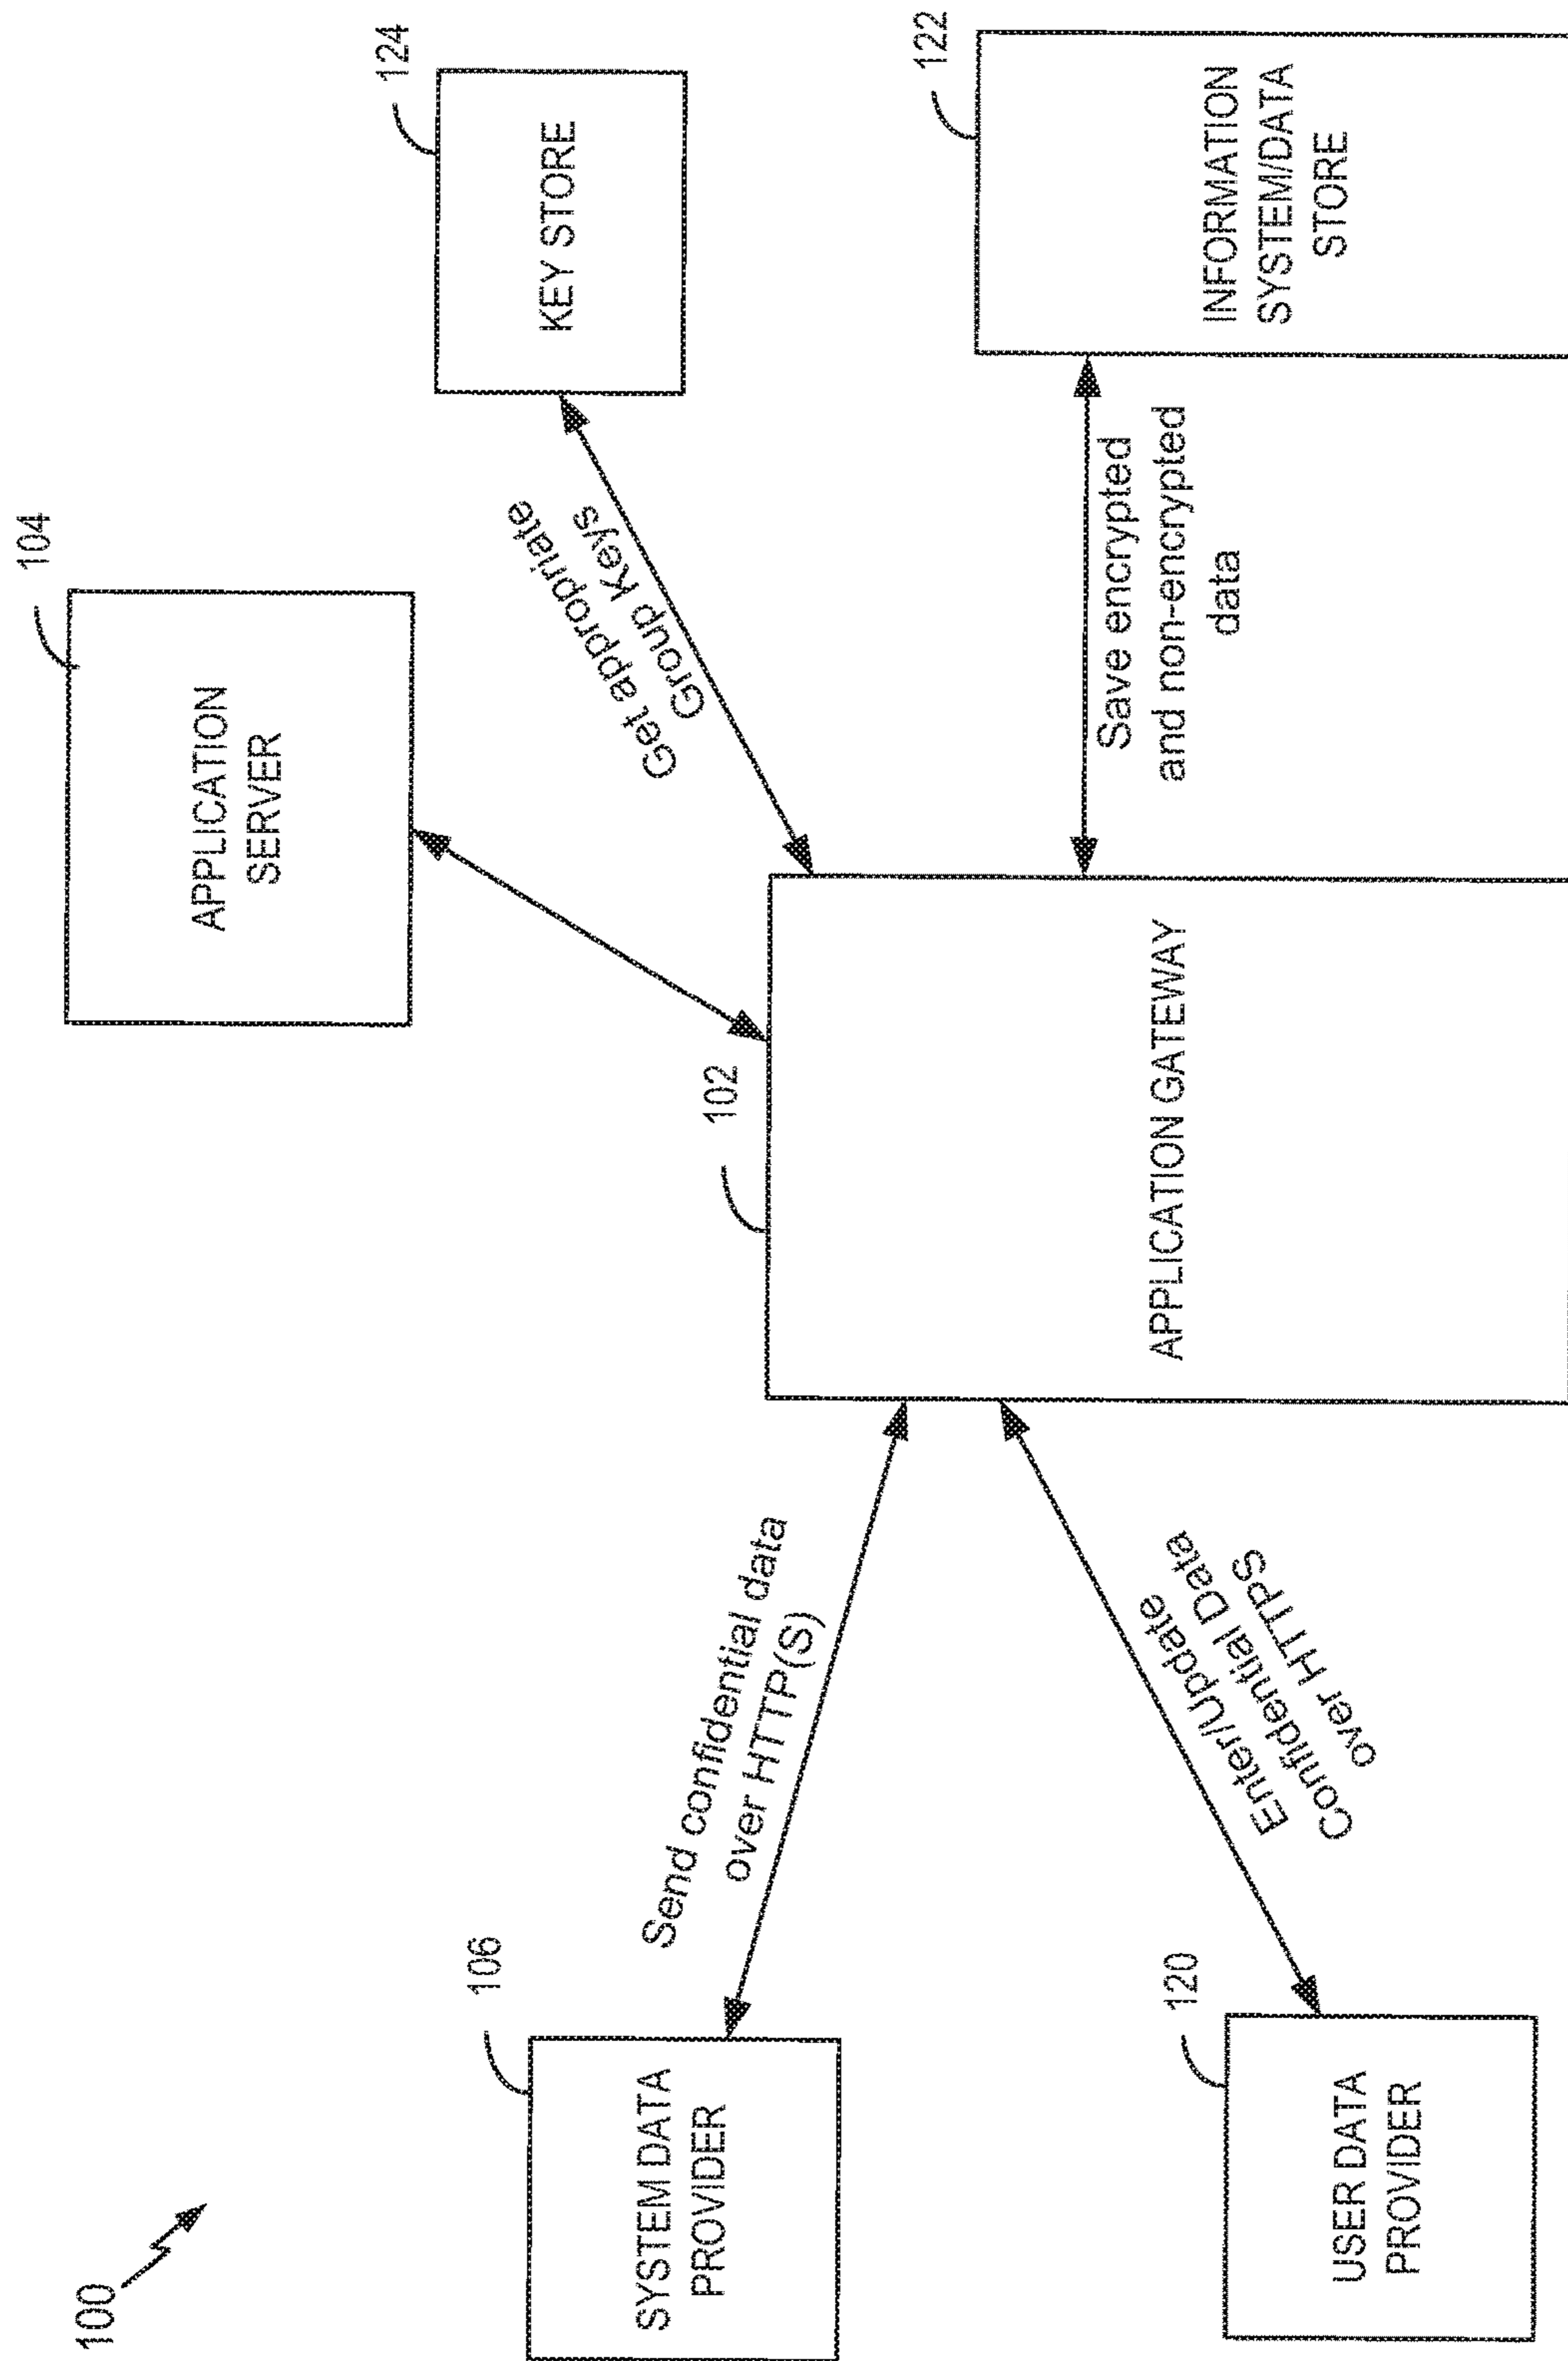 100
104
APPLICATION
SERVER
124
KEY STORE
Get appropriate
Group Keys
106
SYSTEM DATA
PROVIDER
Send confidential data
over HTTP(S)
102
APPLICATION GATEWAY
122
INFORMATION
SYSTEM/DATA
STORE
Save encrypted
and non-encrypted
data
120
USER DATA
PROVIDER
Enter/Update
Confidential Data
over HTTPS